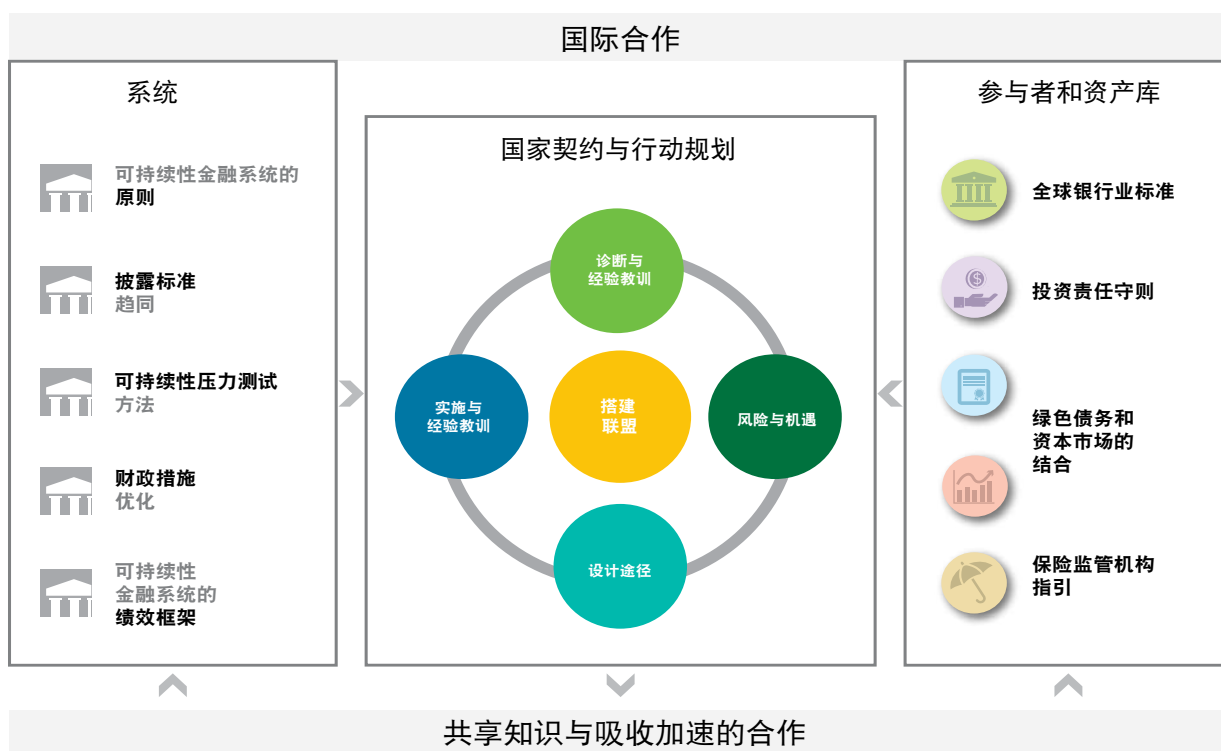 国际合作
系统
可持续性金融系统的
原则
披露标准
趋同
可持续性压力测试
方法
财政措施
优化
可持续性
金融系统的
绩效框架
国家契约与行动规划
诊断与
经验教训
实施与
经验教训
搭建
联盟
风险与机遇
设计途径
参与者和资产库
全球银行业标准
投资责任守则
绿色债务和
资本市场的
结合
保险监管机构
指引
共享知识与吸收加速的合作